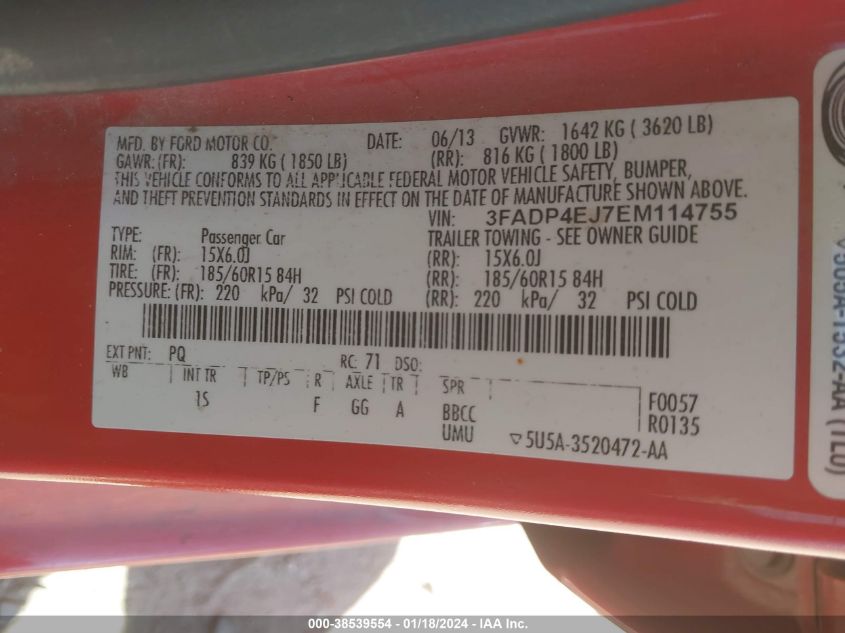 MFD. BY FORD MOTOR CO. DATE: 06/13 GVWR: 1642 KG ( 3620 LB)
GAWR: (FR): 839 KG ( 1850 LB) (RR): 816 KG ( 1800 LB)
THIS VEHICLE CONFORMS TO ALL APPLICABLE FEDERAL MOTOR VEHICLE SAFETY, BUMPER,
AND THEFT PREVENTION STANDARDS IN EFFECT ON THE DATE OF MANUFACTURE SHOWN ABOVE.
VIN: 3FADP4EJ7EM114755
TYPE: Passenger Car TRAILER TOWING - SEE OWNER GUIDE
RIM: (FR): 15X6.0J (RR): 15X6.0J
TIRE: (FR): 185/60R15 84H (RR): 185/60R15 84H
PRESSURE: (FR): 220 kPa/ 32 PSI COLD (RR): 220 kPa/ 32 PSI COLD
EXT PNT: PQ RC: 71 DSO:
WB INT TR TP/PS R AXLE TR SPR
1S F GG A BBCC F0057
UMU R0135
▽5U5A-3520472-AA
-1532-AA (TLD)
000-38539554 - 01/18/2024 - IAA Inc.